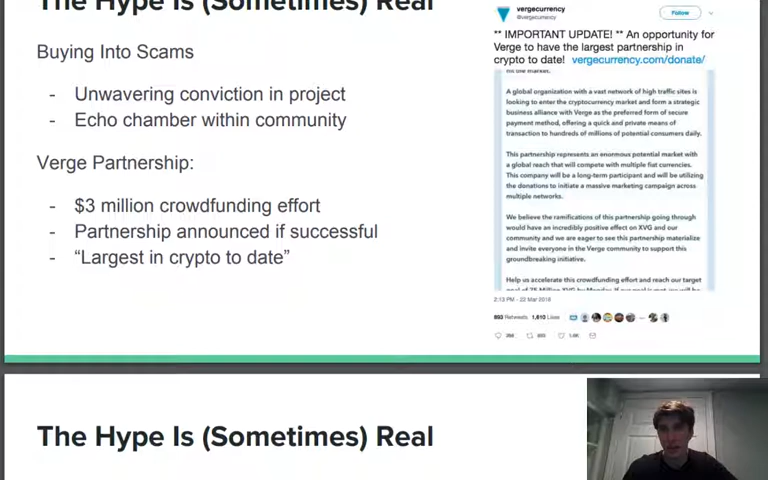 The Hype Is (Sometimes) Real
Buying Into Scams
- Unwavering conviction in project
- Echo chamber within community
Verge Partnership:
- $3 million crowdfunding effort
- Partnership announced if successful
- “Largest in crypto to date”
vergecurrency
@vergecurrency
Follow
** IMPORTANT UPDATE! ** An opportunity for
Verge to have the largest partnership in
crypto to date! vergecurrency.com/donate/
hit the market.
A global organization with a vast network of high traffic sites is
looking to enter the cryptocurrency market and form a strategic
business alliance with Verge as the preferred form of secure
payment method, offering a quick and private means of
transaction to hundreds of millions of potential consumers daily.
This partnership represents an enormous potential market with
a global reach that will compete with multiple fiat currencies.
This company will be a long-term participant and will be utilizing
the donations to initiate a massive marketing campaign across
multiple networks.
We believe the ramifications of this partnership going through
would have an incredibly positive effect on XVG and our
community and we are eager to see this partnership materialize
and invite everyone in the Verge community to support this
groundbreaking initiative.
Help us accelerate this crowdfunding effort and reach our target
2:13 PM - 22 Mar 2018
893 Retweets 1,610 Likes
The Hype Is (Sometimes) Real